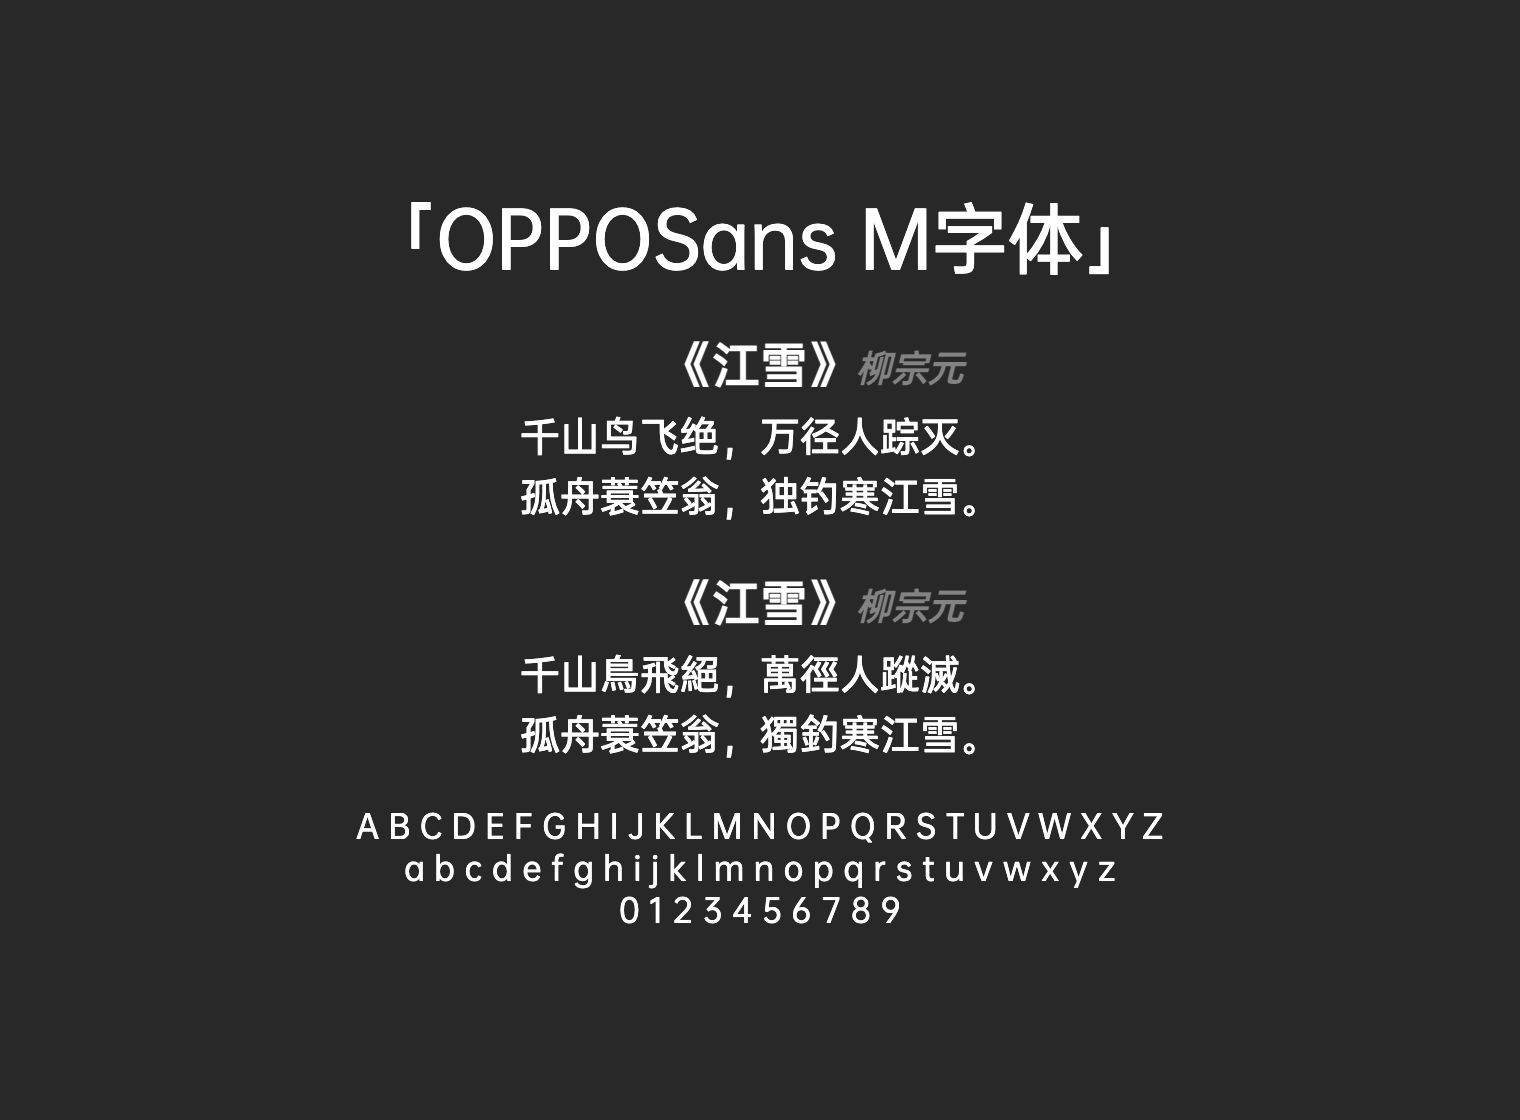 「OPPOSans M字体」
《江雪》柳宗元
千山鸟飞绝，万径人踪灭。
孤舟蓑笠翁，独钓寒江雪。
《江雪》柳宗元
千山鳥飛絕，萬徑人蹤滅。
孤舟蓑笠翁，獨釣寒江雪。
A B C D E F G H I J K L M N O P Q R S T U V W X Y Z
a b c d e f g h i j k l m n o p q r s t u v w x y z
0 1 2 3 4 5 6 7 8 9